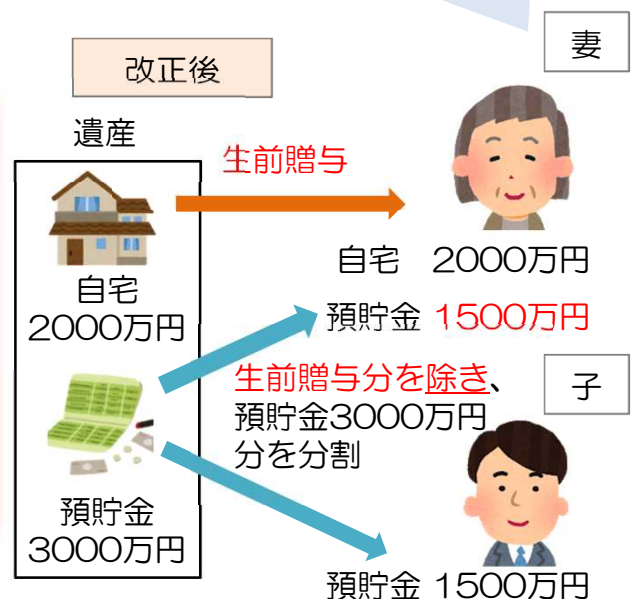 改正後
遺産
自宅
2000万円
預貯金
3000万円
生前贈与
妻
自宅　2000万円
預貯金 1500万円
生前贈与分を除き、
預貯金3000万円
分を分割
子
預貯金 1500万円